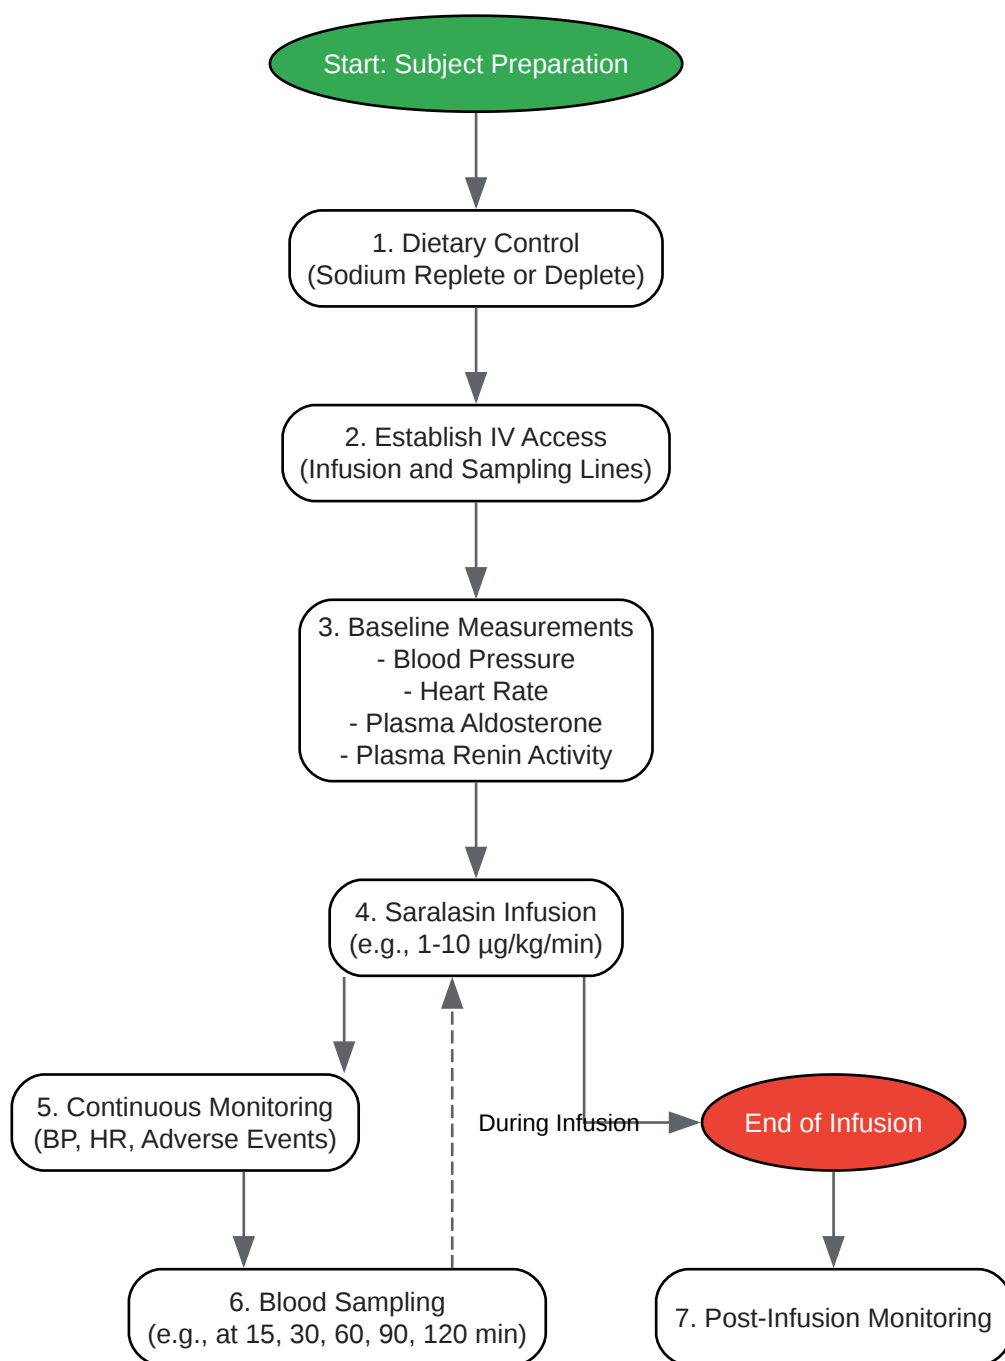 Start: Subject Preparation
1. Dietary Control
(Sodium Replete or Deplete)
2. Establish IV Access
(Infusion and Sampling Lines)
3. Baseline Measurements
- Blood Pressure
- Heart Rate
- Plasma Aldosterone
- Plasma Renin Activity
4. Saralasin Infusion
(e.g., 1-10 µg/kg/min)
5. Continuous Monitoring
(BP, HR, Adverse Events)
During Infusion
End of Infusion
6. Blood Sampling
(e.g., at 15, 30, 60, 90, 120 min)
7. Post-Infusion Monitoring